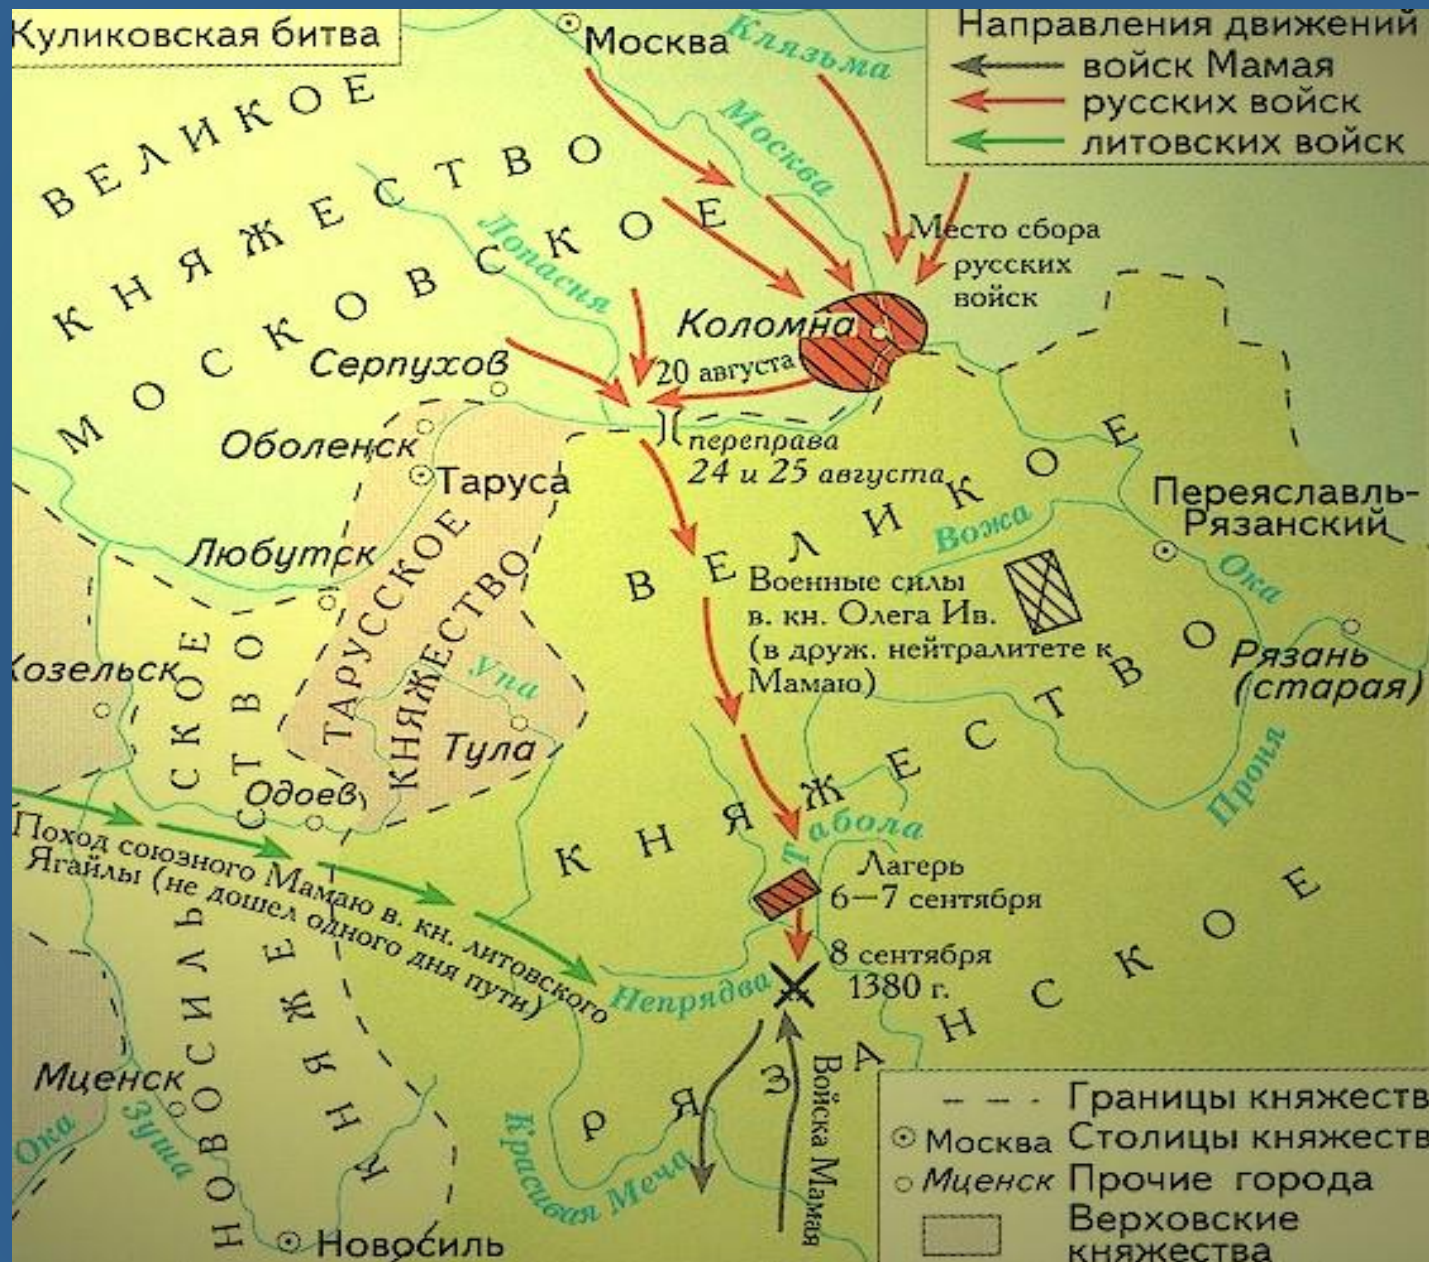 Куликовская битва
Москва
Клязьма
Направления движений
войск Мамая
русских войск
литовских войск
ВЕЛИКОЕ
КНЯЖЕСТВО
МОСКОВСКОЕ
Москва
Лопасня
Место сбора
русских
войск
Коломна
Серпухов
20 августа
Оболенск
переправа
24 и 25 августа
Таруса
Переяславль-
Рязанский
Любутск
Вожа
Ока
ВЕЛИКОЕ
Военные силы
в. кн. Олега Ив.
(в друж. нейтралитете к
Мамаю)
ТАРУССКОЕ
КНЯЖЕСТВО
Козельск
Упа
Тула
Рязань
(старая)
Проня
КНЯЖЕСТВО
Одоев
Табола
Поход союзного Мамаю в. кн. литовского
Ягайлы (не дошел одного дня пути)
Лагерь
6—7 сентября
8 сентября
1380 г.
Непрядва
РЯЗАНСКОЕ
Войска Мамая
Красивая Меча
НОВОСИЛЬСКОЕ
КНЯЖЕСТВО
Мценск
Ока
Зуша
Новосиль
Границы княжеств
Москва Столицы княжеств
Мценск Прочие города
Верховские
княжества